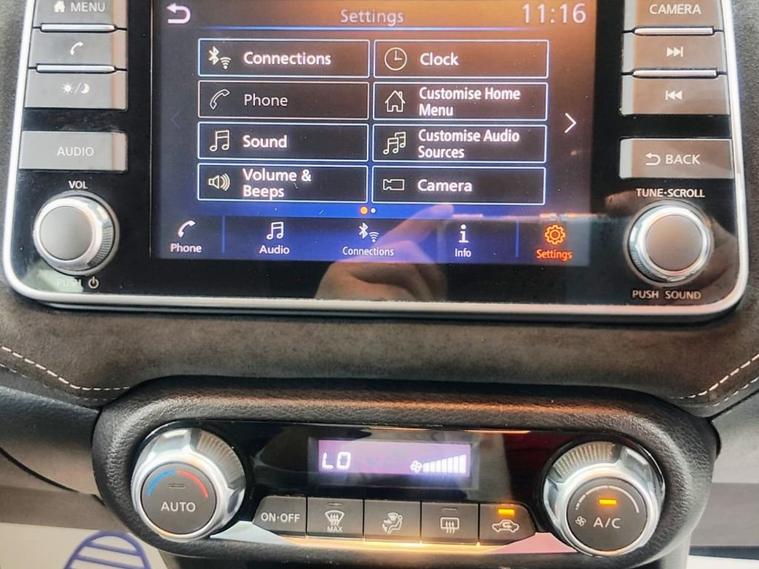 MENU
Settings
11:16
CAMERA
Connections
Clock
Phone
Customise Home
Menu
Sound
Customise Audio
Sources
Volume &
Beeps
Camera
AUDIO
BACK
VOL
TUNE·SCROLL
Phone
Audio
Connections
Info
Settings
PUSH
PUSH SOUND
LO
AUTO
ON·OFF
MAX
A/C